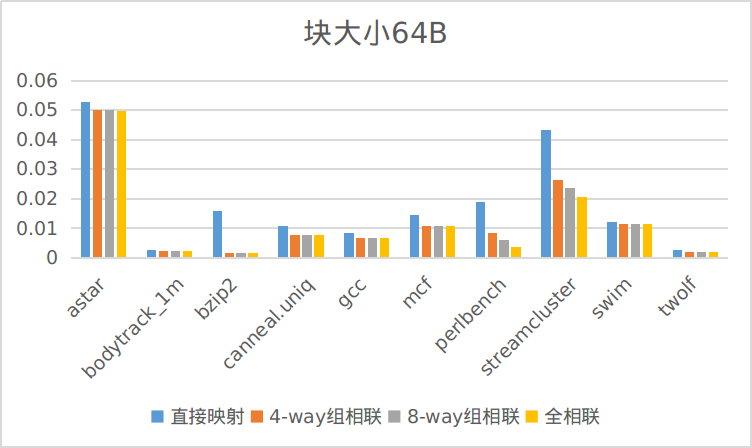 块大小64B
0.06
0.05
0.04
0.03
0.02
0.01
0
astar
bodytrack_1m
bzip2
canneal.uniq
gcc
mcf
perlbench
streamcluster
swim
twolf
直接映射 4-way组相联 8-way组相联 全相联